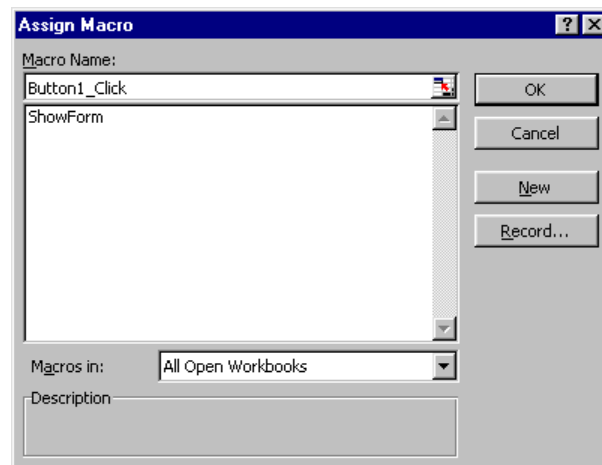 Assign Macro
Macro Name:
Button1_Click
OK
ShowForm
Cancel
New
Record...
Macros in:
All Open Workbooks
Description